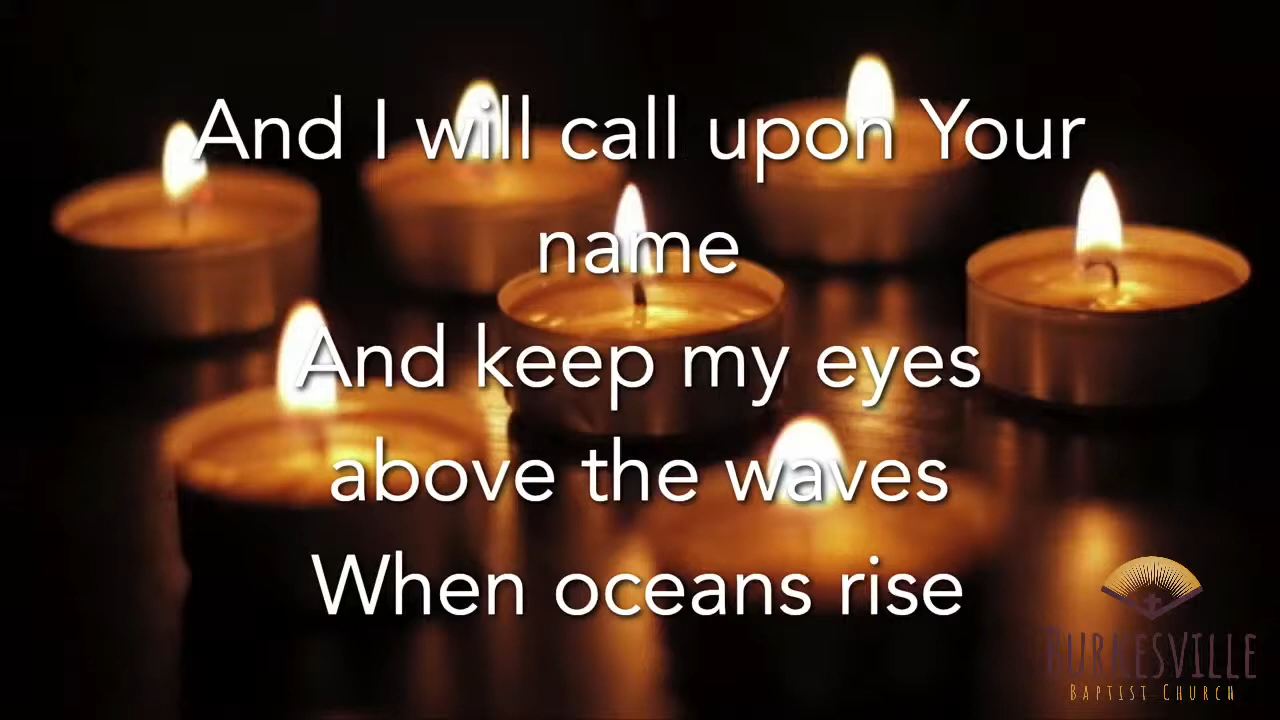 And I will call upon Your
name
And keep my eyes
above the waves
When oceans rise
BURKESVILLE
BAPTIST CHURCH